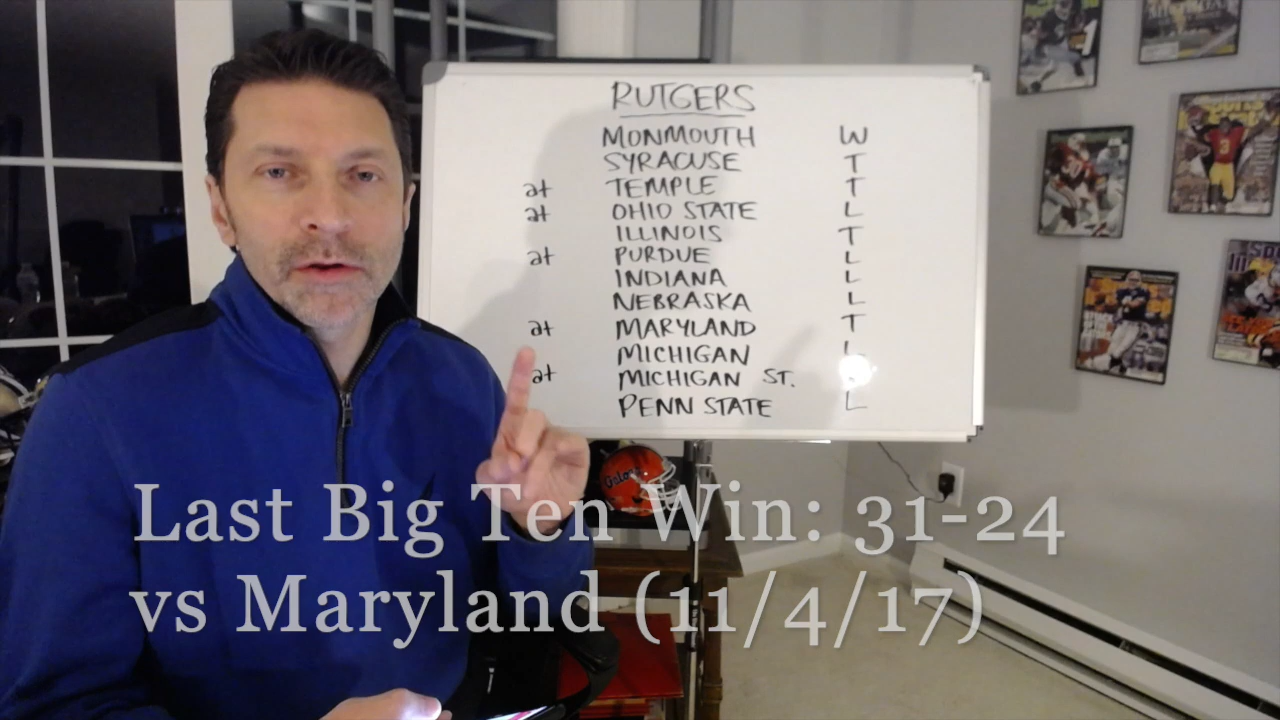 RUTGERS
MONMOUTH W
SYRACUSE T
at TEMPLE T
at OHIO STATE L
ILLINOIS T
at PURDUE L
INDIANA L
NEBRASKA L
at MARYLAND T
MICHIGAN L
at MICHIGAN ST.
PENN STATE L
Gators
Last Big Ten Win: 31-24
vs Maryland (11/4/17)